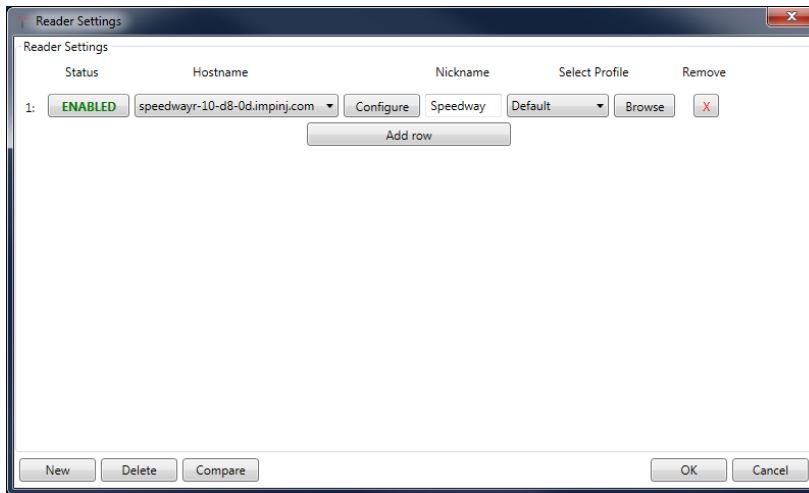 Reader Settings
Reader Settings
Status Hostname Nickname Select Profile Remove
1: ENABLED speedwayr-10-d8-0d.impinj.com Configure Speedway Default Browse X
Add row
New Delete Compare OK Cancel